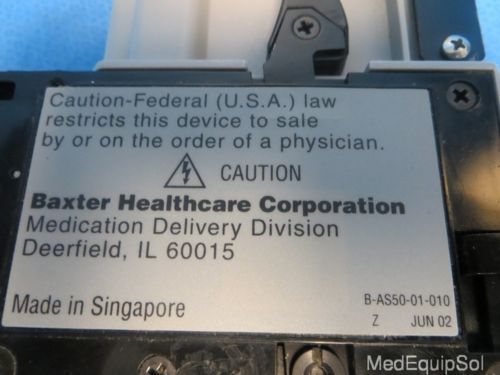 Caution-Federal (U.S.A.) law
restricts this device to sale
by or on the order of a physician.
CAUTION
Baxter Healthcare Corporation
Medication Delivery Division
Deerfield, IL 60015
Made in Singapore
B-AS50-01-010
Z JUN 02
MedEquipSol